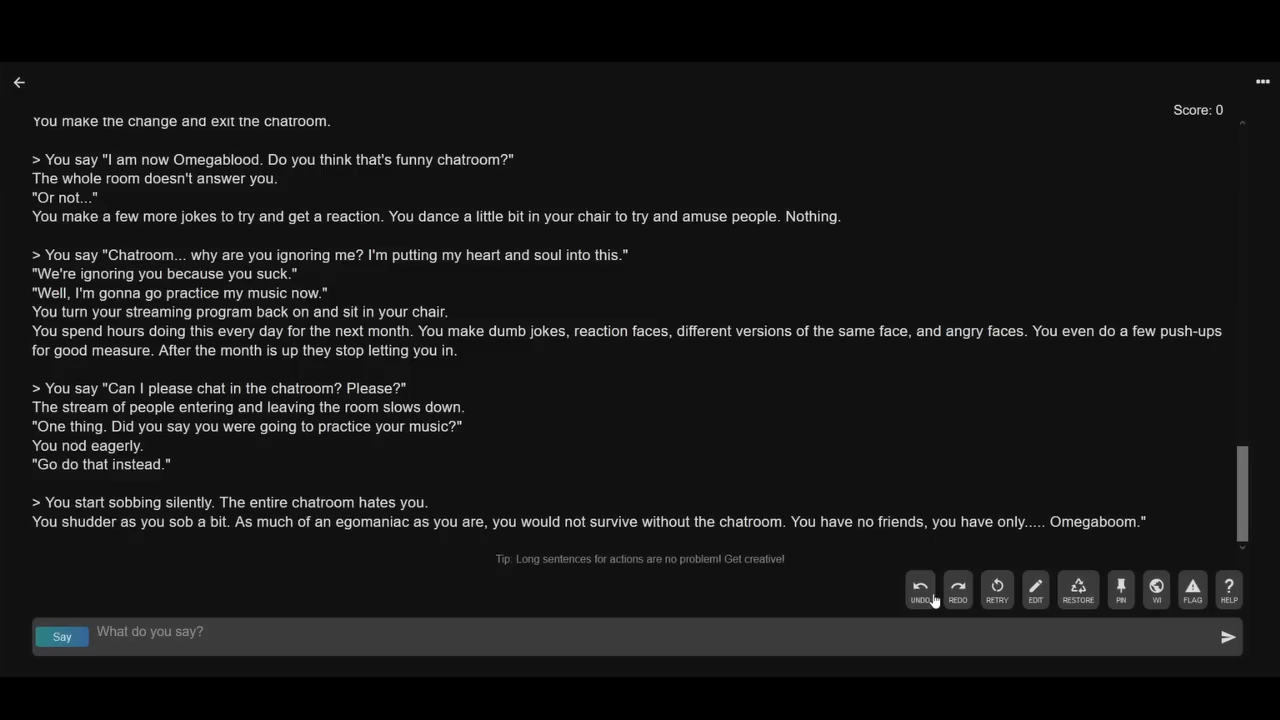 Score: 0
You make the change and exit the chatroom.
> You say "I am now Omegablood. Do you think that's funny chatroom?"
The whole room doesn't answer you.
"Or not..."
You make a few more jokes to try and get a reaction. You dance a little bit in your chair to try and amuse people. Nothing.
> You say "Chatroom... why are you ignoring me? I'm putting my heart and soul into this."
"We're ignoring you because you suck."
"Well, I'm gonna go practice my music now."
You turn your streaming program back on and sit in your chair.
You spend hours doing this every day for the next month. You make dumb jokes, reaction faces, different versions of the same face, and angry faces. You even do a few push-ups
for good measure. After the month is up they stop letting you in.
> You say "Can I please chat in the chatroom? Please?"
The stream of people entering and leaving the room slows down.
"One thing. Did you say you were going to practice your music?"
You nod eagerly.
"Go do that instead."
> You start sobbing silently. The entire chatroom hates you.
You shudder as you sob a bit. As much of an egomaniac as you are, you would not survive without the chatroom. You have no friends, you have only..... Omegaboom."
Tip: Long sentences for actions are no problem! Get creative!
UNDO REDO RETRY EDIT RESTORE PIN WI FLAG HELP
Say What do you say?